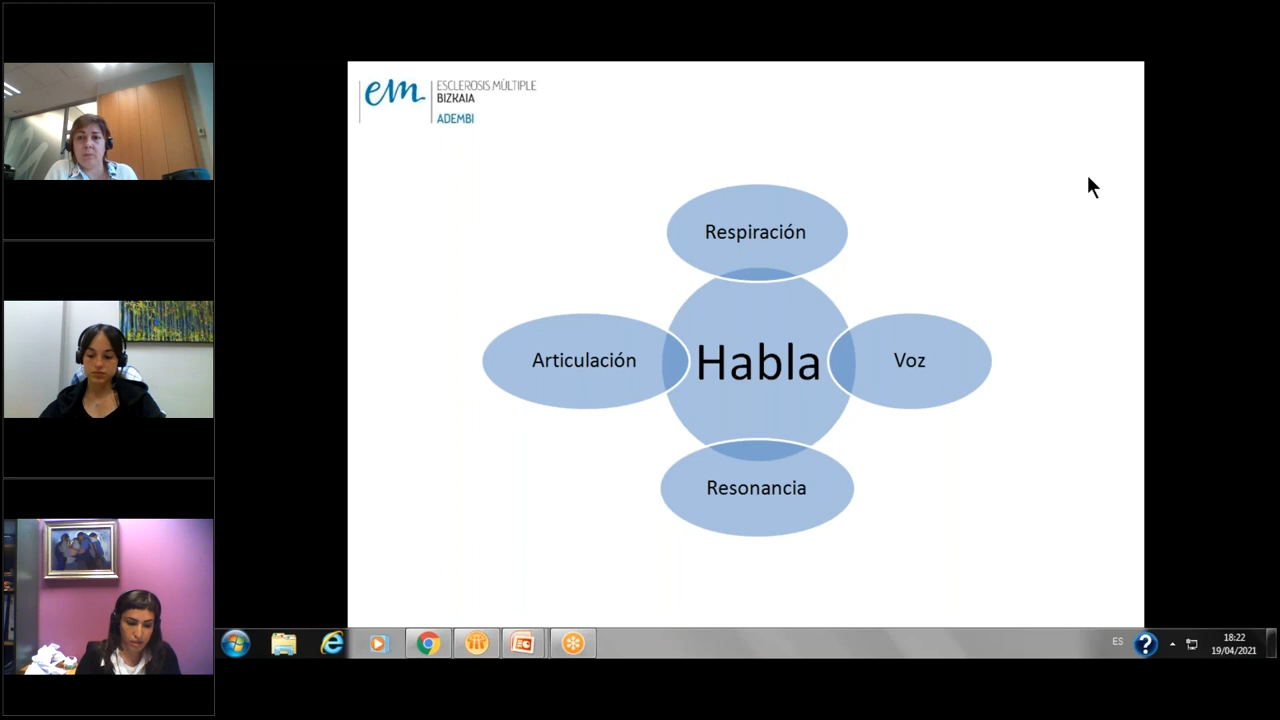 em
ESCLEROSIS MÚLTIPLE
BIZKAIA
ADEMBI
Respiración
Articulación
Habla
Voz
Resonancia
ES
18:22
19/04/2021